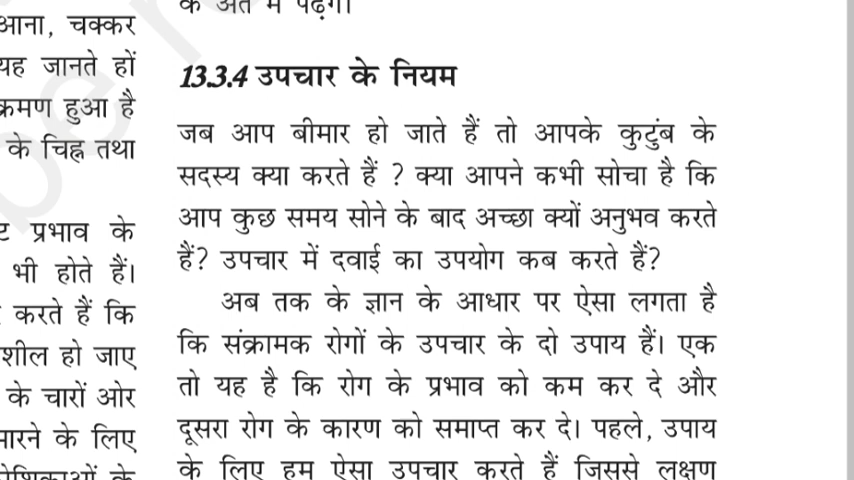 आना, चक्कर
यह जानते हों
क्रमण हुआ है
के चिह्न तथा
प्रभाव के
भी होते हैं।
करते हैं कि
शील हो जाए
के चारों ओर
मारने के लिए
के अंत में पढ़ेंगे।
13.3.4 उपचार के नियम
जब आप बीमार हो जाते हैं तो आपके कुटुंब के
सदस्य क्या करते हैं ? क्या आपने कभी सोचा है कि
आप कुछ समय सोने के बाद अच्छा क्यों अनुभव करते
हैं? उपचार में दवाई का उपयोग कब करते हैं?
अब तक के ज्ञान के आधार पर ऐसा लगता है
कि संक्रामक रोगों के उपचार के दो उपाय हैं। एक
तो यह है कि रोग के प्रभाव को कम कर दे और
दूसरा रोग के कारण को समाप्त कर दे। पहले, उपाय
के लिए हम ऐसा उपचार करते हैं जिससे लक्षण